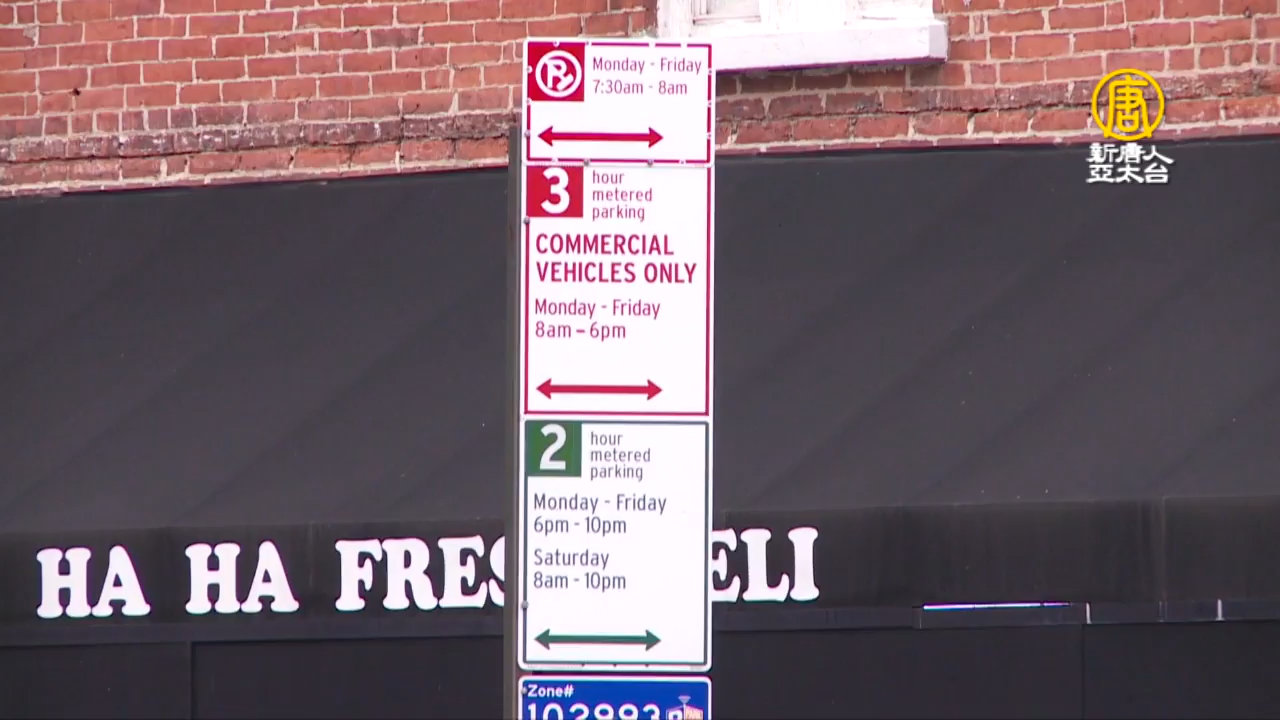 Monday - Friday
7:30am - 8am
3 hour
metered
parking
COMMERCIAL
VEHICLES ONLY
Monday - Friday
8am – 6pm
2 hour
metered
parking
Monday - Friday
6pm - 10pm
Saturday
8am - 10pm
Zone#
102993
HA HA FRES ELI
唐
新唐人
亞太台